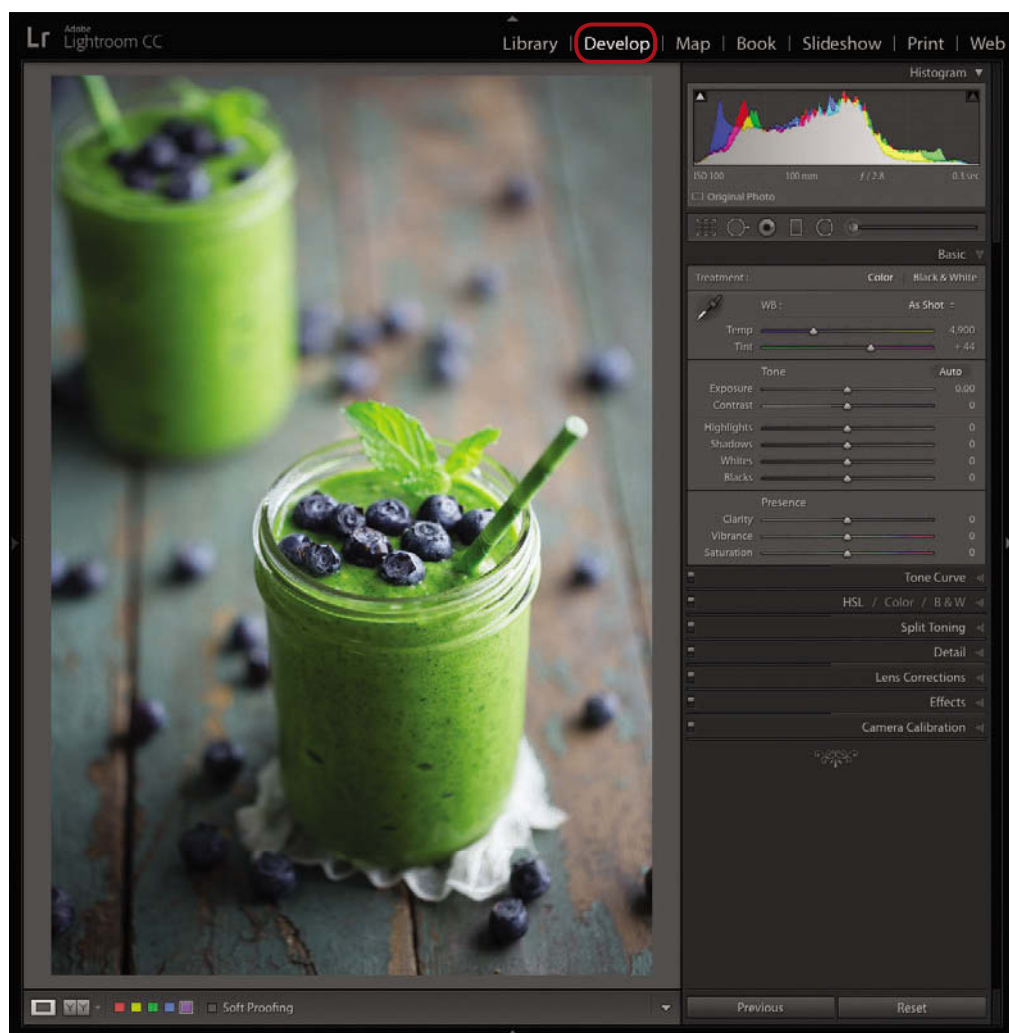 Lr Adobe
Lightroom CC
Library | Develop | Map | Book | Slideshow | Print | Web
Histogram
ISO 100 100 mm f / 2.8 0.3 sec
Original Photo
Basic
Treatment : Color Black & White
WB : As Shot
Temp 4,900
Tint + 44
Tone Auto
Exposure 0.00
Contrast 0
Highlights 0
Shadows 0
Whites 0
Blacks 0
Presence
Clarity 0
Vibrance 0
Saturation 0
Tone Curve
HSL / Color / B & W
Split Toning
Detail
Lens Corrections
Effects
Camera Calibration
Y Y Soft Proofing
Previous Reset